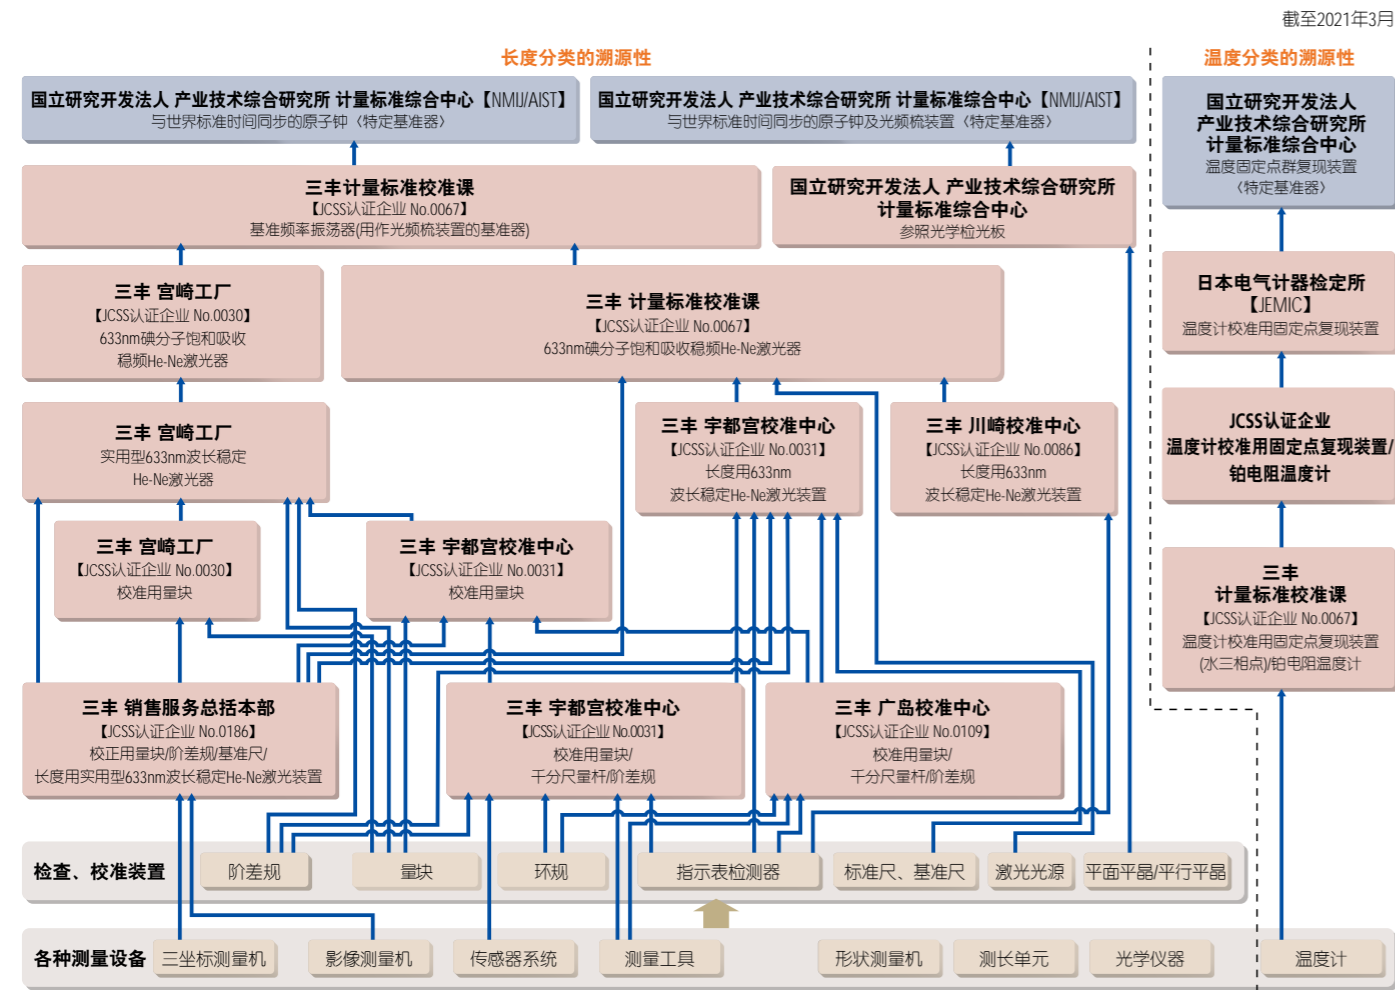 截至2021年3月
长度分类的溯源性
温度分类的溯源性
国立研究开发法人 产业技术综合研究所 计量标准综合中心【NMIJ/AIST】
与世界标准时间同步的原子钟〈特定基准器〉
国立研究开发法人 产业技术综合研究所 计量标准综合中心【NMIJ/AIST】
与世界标准时间同步的原子钟及光频梳装置〈特定基准器〉
国立研究开发法人
产业技术综合研究所
计量标准综合中心
温度固定点群复现装置
〈特定基准器〉
三丰计量标准校准课
【JCSS认证企业 No.0067】
基准频率振荡器(用作光频梳装置的基准器)
国立研究开发法人 产业技术综合研究所
计量标准综合中心
参照光学检光板
三丰 宫崎工厂
【JCSS认证企业 No.0030】
633nm碘分子饱和吸收
稳频He-Ne激光器
三丰 计量标准校准课
【JCSS认证企业 No.0067】
633nm碘分子饱和吸收稳频He-Ne激光器
日本电气计器检定所
【JEMIC】
温度计校准用固定点复现装置
三丰 宫崎工厂
实用型633nm波长稳定
He-Ne激光器
三丰 宇都宫校准中心
【JCSS认证企业 No.0031】
长度用633nm
波长稳定He-Ne激光装置
三丰 川崎校准中心
【JCSS认证企业 No.0086】
长度用633nm
波长稳定He-Ne激光装置
JCSS认证企业
温度计校准用固定点复现装置/
铂电阻温度计
三丰 宫崎工厂
【JCSS认证企业 No.0030】
校准用量块
三丰 宇都宫校准中心
【JCSS认证企业 No.0031】
校准用量块
三丰
计量标准校准课
【JCSS认证企业 No.0067】
温度计校准用固定点复现装置
(水三相点)/铂电阻温度计
三丰 销售服务总括本部
【JCSS认证企业 No.0186】
校正用量块/阶差规/基准尺/
长度用实用型633nm波长稳定He-Ne激光装置
三丰 宇都宫校准中心
【JCSS认证企业 No.0031】
校准用量块/
千分尺量杆/阶差规
三丰 广岛校准中心
【JCSS认证企业 No.0109】
校准用量块/
千分尺量杆/阶差规
检查、校准装置
阶差规
量块
环规
指示表检测器
标准尺、基准尺
激光光源
平面平晶/平行平晶
各种测量设备
三坐标测量机
影像测量机
传感器系统
测量工具
形状测量机
测长单元
光学仪器
温度计